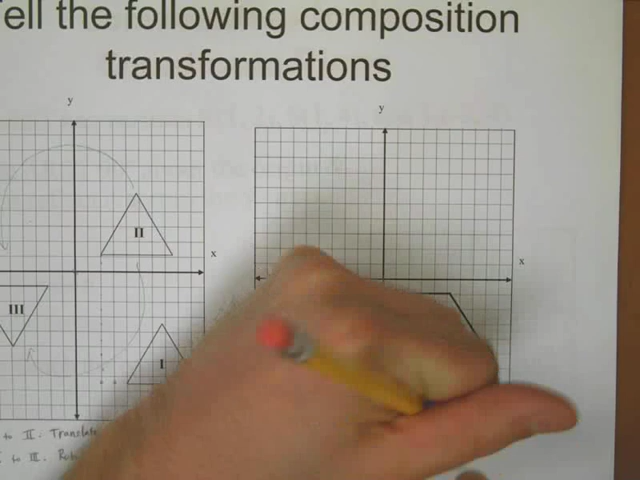 ell the following composition
transformations
y
y
II
x
x
III
I
to II. Translate
to III.